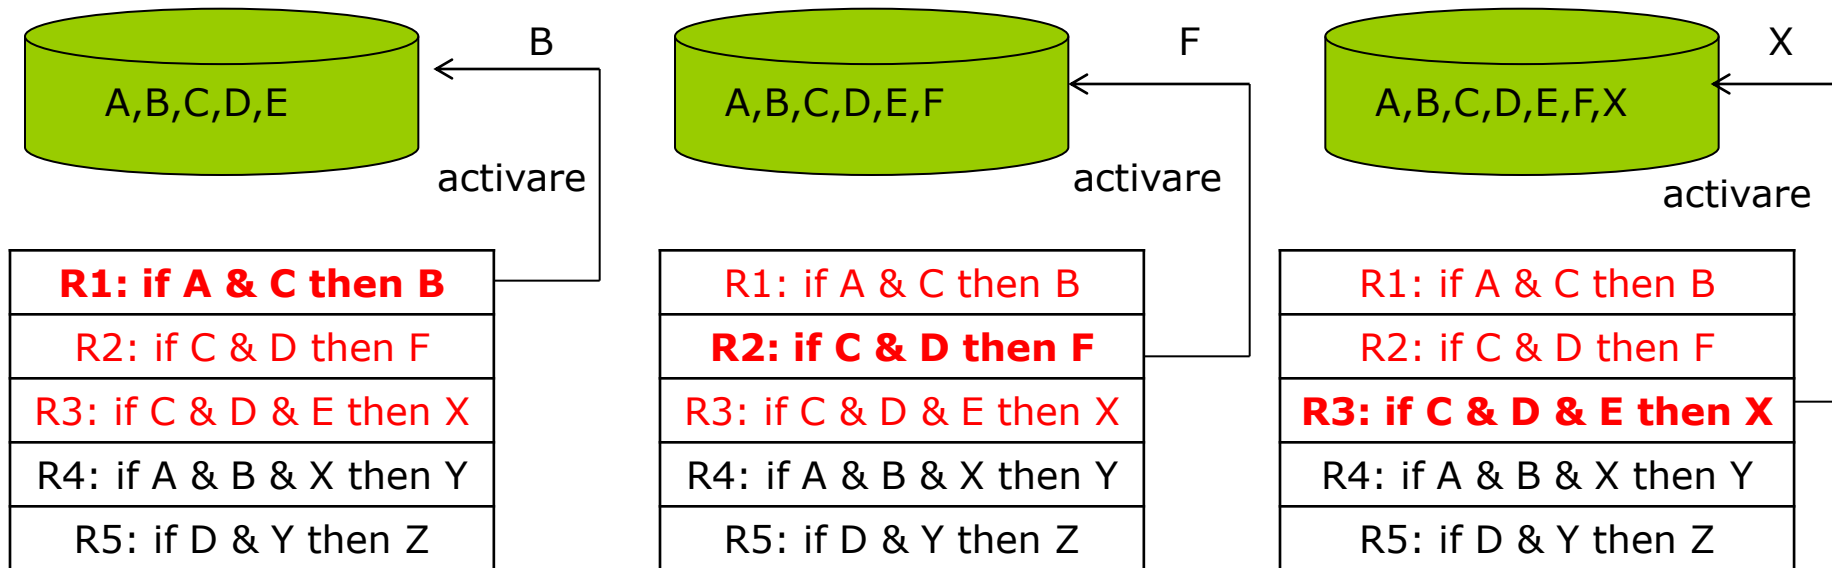 B
A,B,C,D,E
activare
R1: if A & C then B
R2: if C & D then F
R3: if C & D & E then X
R4: if A & B & X then Y
R5: if D & Y then Z
F
A,B,C,D,E,F
activare
R1: if A & C then B
R2: if C & D then F
R3: if C & D & E then X
R4: if A & B & X then Y
R5: if D & Y then Z
X
A,B,C,D,E,F,X
activare
R1: if A & C then B
R2: if C & D then F
R3: if C & D & E then X
R4: if A & B & X then Y
R5: if D & Y then Z